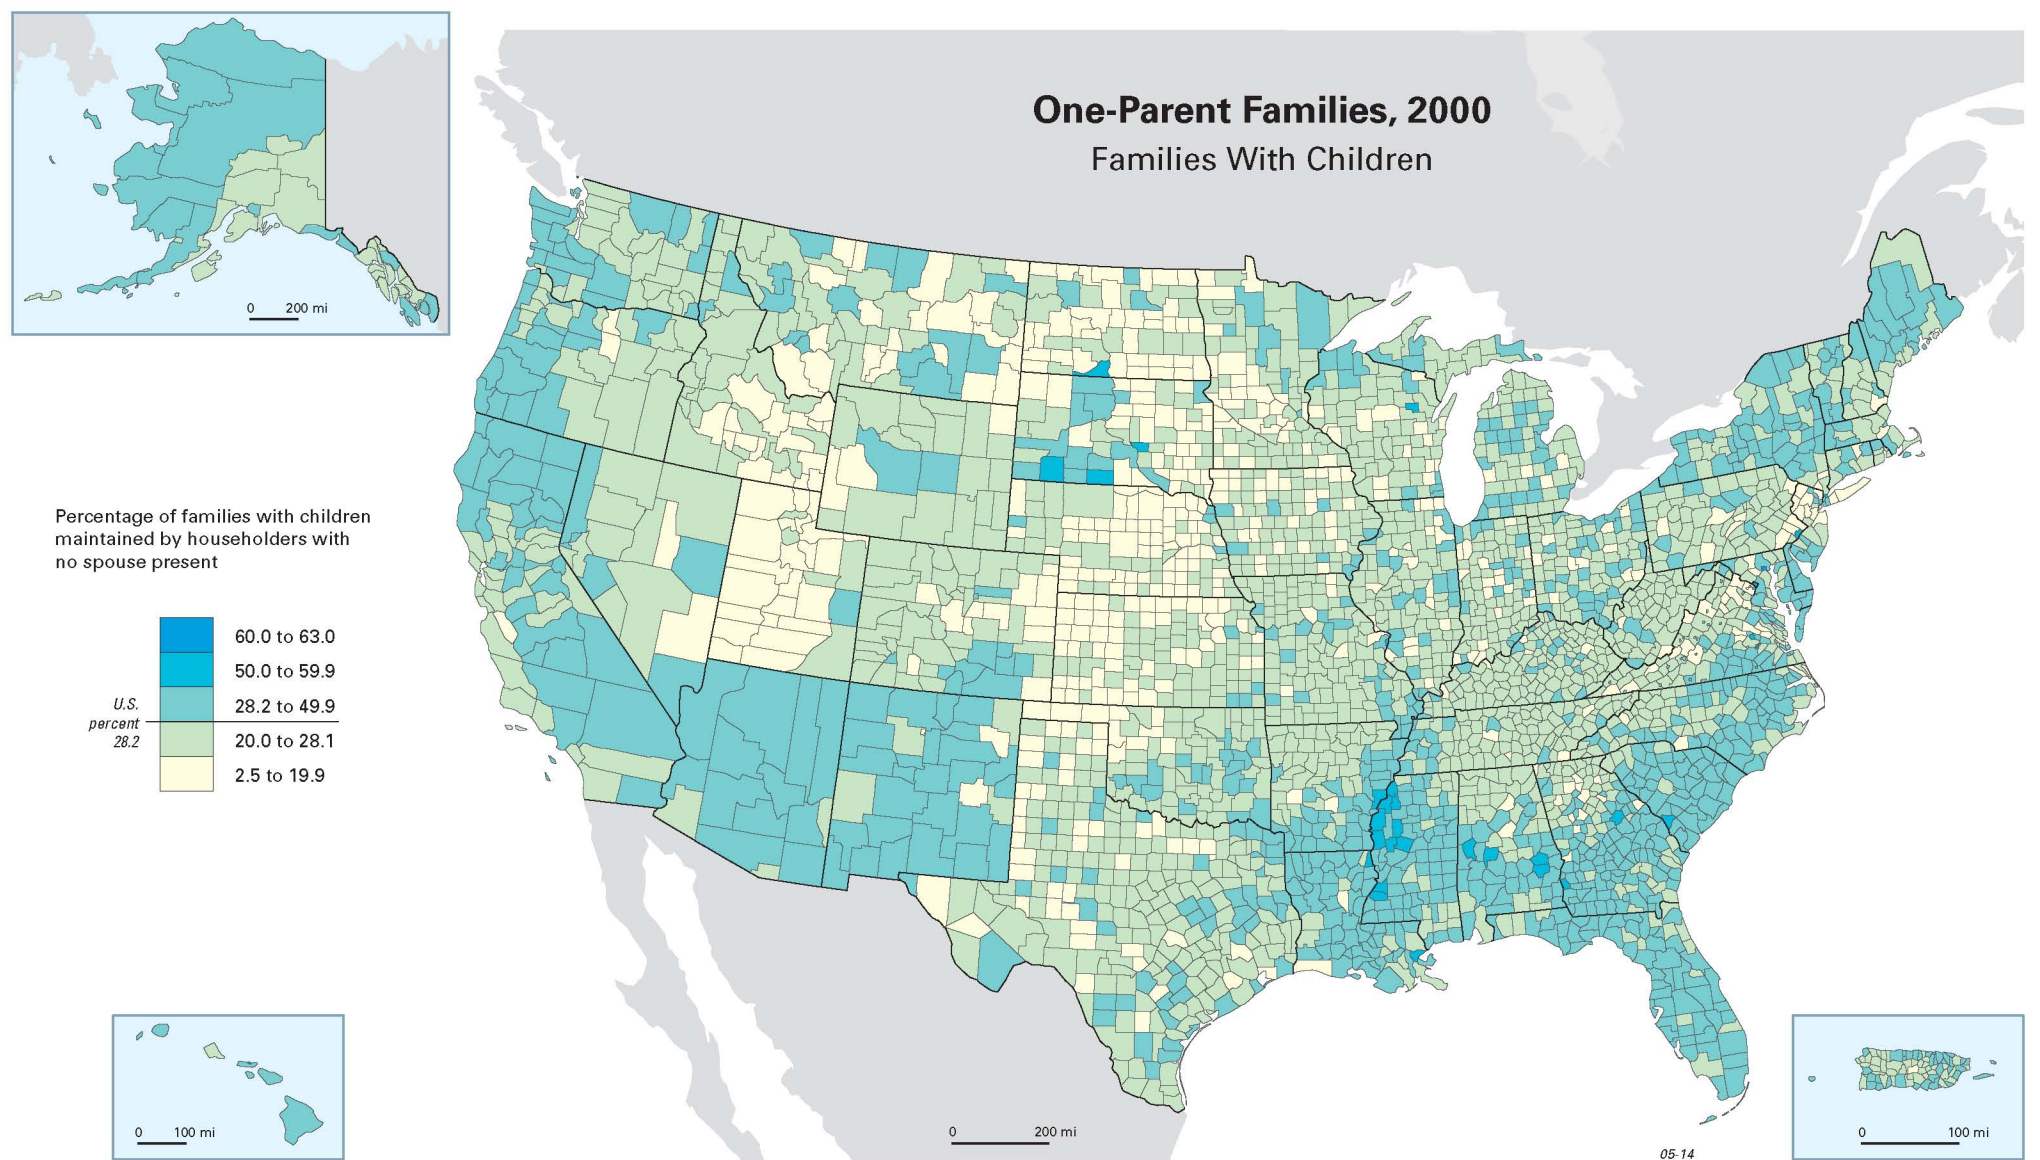 One-Parent Families, 2000
Families With Children
0 200 mi
Percentage of families with children
maintained by householders with
no spouse present
60.0 to 63.0
50.0 to 59.9
28.2 to 49.9
20.0 to 28.1
2.5 to 19.9
U.S.
percent
28.2
0 100 mi
0 200 mi
0 100 mi
05-14